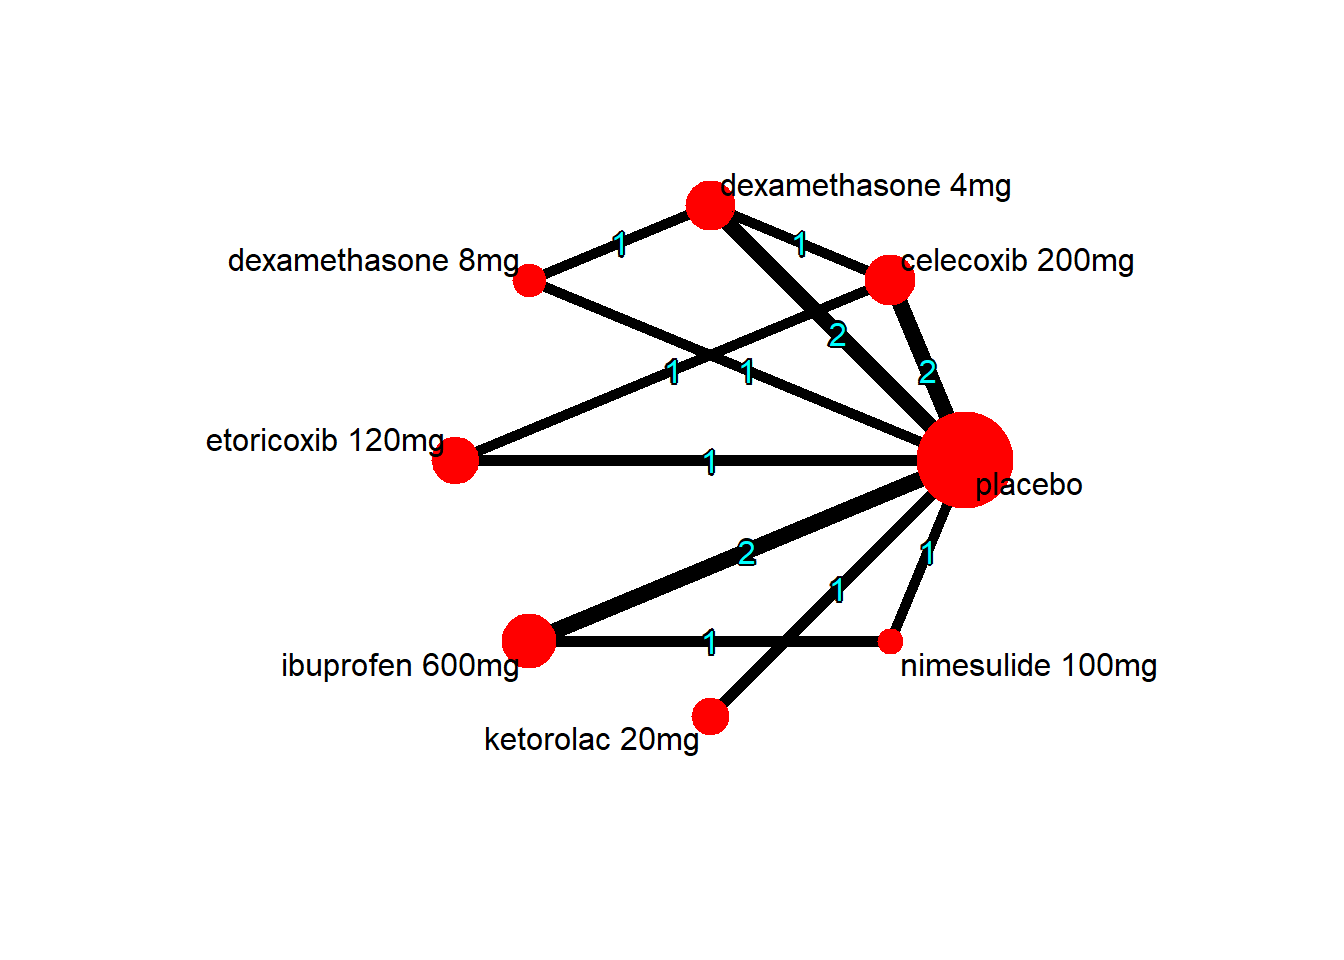 dexamethasone 4mg
1
1
dexamethasone 8mg
celecoxib 200mg
2
1
1
2
etoricoxib 120mg
1
placebo
2
1
1
1
ibuprofen 600mg
nimesulide 100mg
ketorolac 20mg